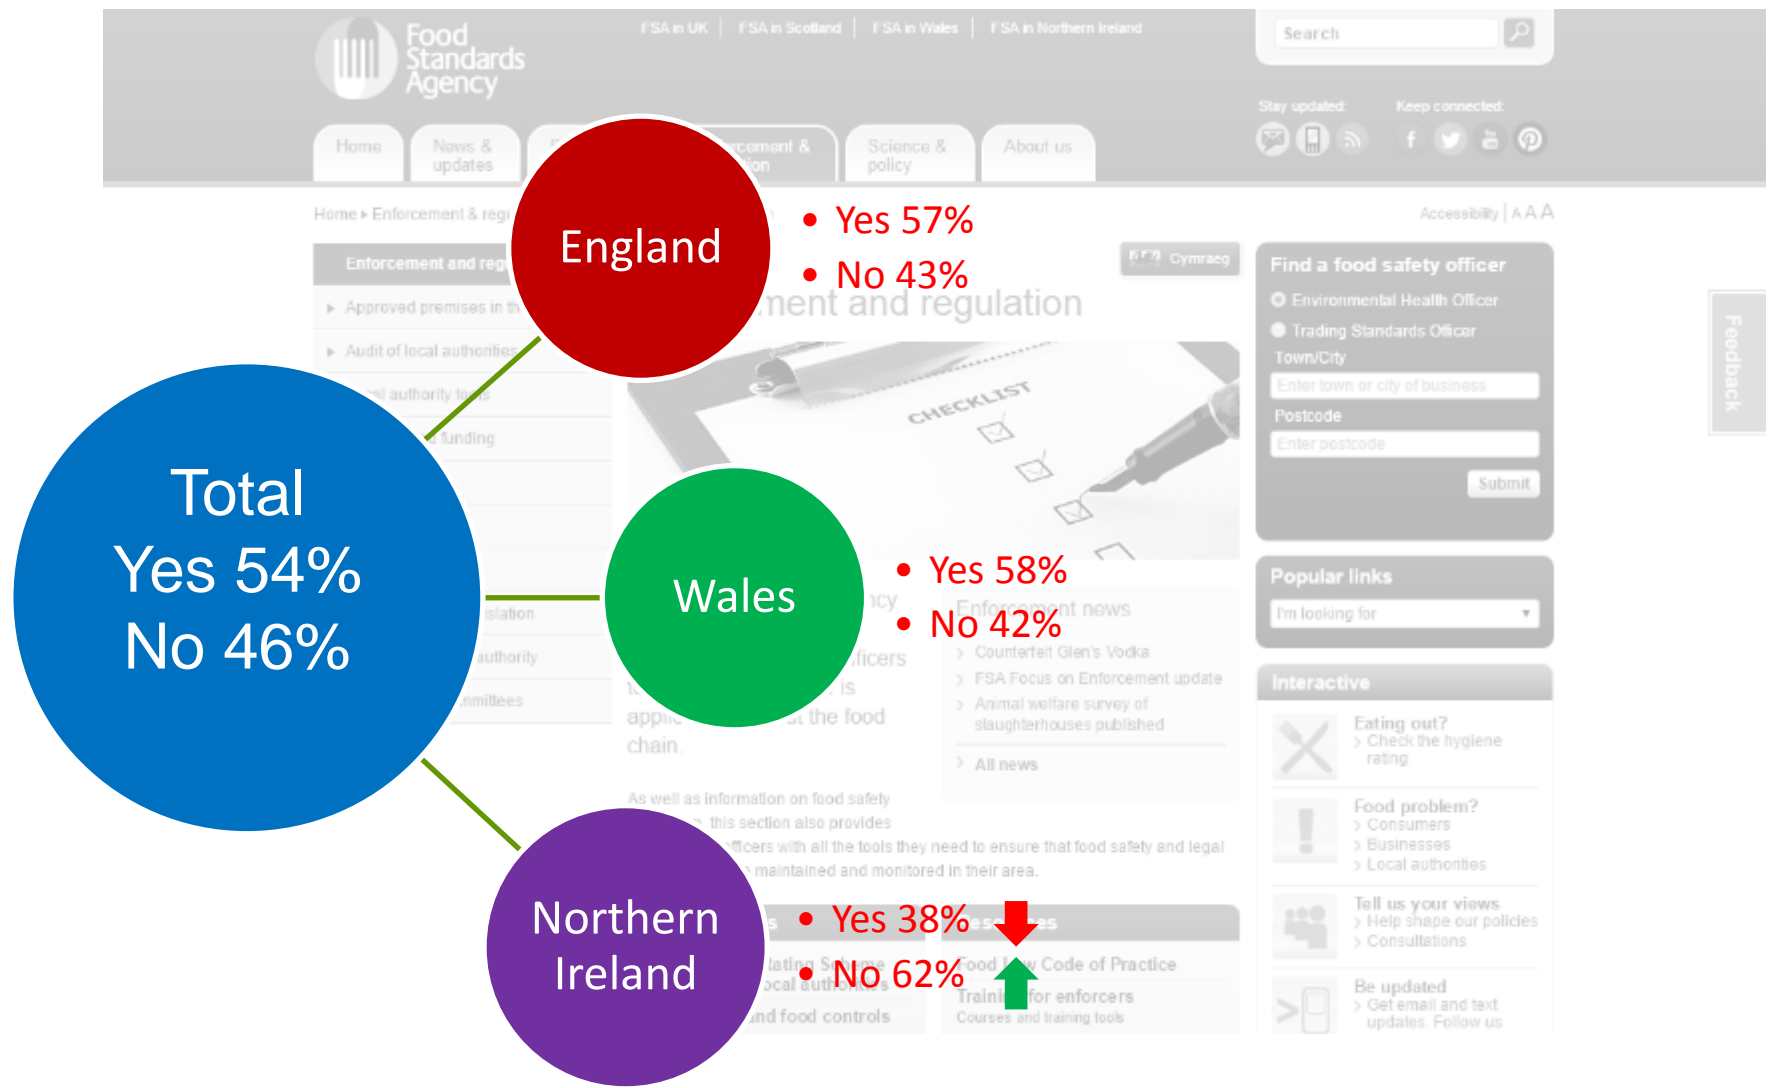 Food
Standards
Agency
FSA in UK
FSA in Scotland
FSA in Wales
FSA in Northern Ireland
Search
Stay updated:
Keep connected:
Home
News &
updates
Science &
policy
About us
Home ▸ Enforcement &
Accessibility | A A A
England
• Yes 57%
• No 43%
Cymraeg
Enforcement and
Approved premises in
Audit of local authorities
authority
funding
and regulation
CHECKLIST
Find a food safety officer
Environmental Health Officer
Trading Standards Officer
Town/City
Enter town or city of business
Postcode
Enter postcode
Submit
Feedback
Total
Yes 54%
No 46%
Wales
• Yes 58%
• No 42%
authority
Popular links
I'm looking for
Enforcement news
Counterfeit Glen's Vodka
FSA Focus on Enforcement update
Animal welfare survey of
slaughterhouses published
All news
is
the food
chain.
Interactive
Eating out?
Check the hygiene
rating
Food problem?
Consumers
Businesses
Local authorities
Tell us your views
Help shape our policies
Consultations
Be updated
Get email and text
updates. Follow us
As well as information on food safety
this section also provides
with all the tools they need to ensure that food safety and legal
maintained and monitored in their area.
Northern
Ireland
• Yes 38%
• No 62%
Food Code of Practice
for enforcers
Courses and training tools
and food controls